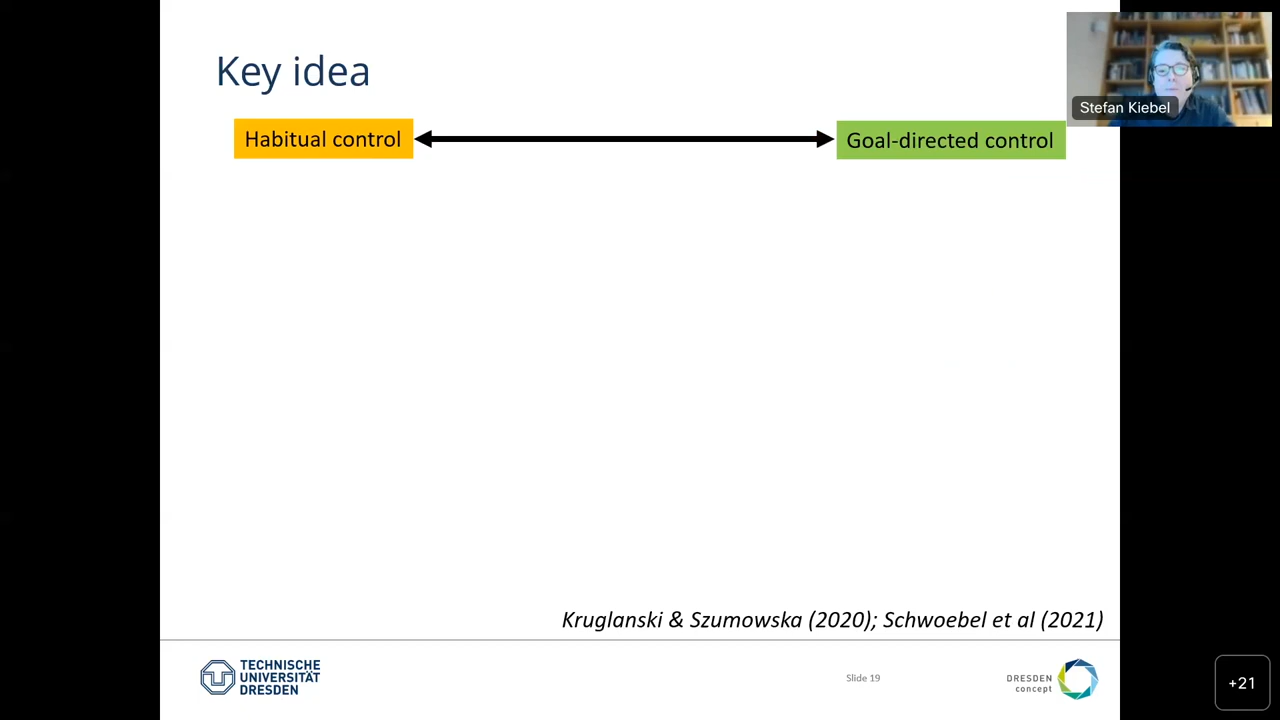 Key idea
Stefan Kiebel
Habitual control
Goal-directed control
Kruglanski & Szumowska (2020); Schwoebel et al (2021)
TECHNISCHE
UNIVERSITÄT
DRESDEN
Slide 19
DRESDEN
concept
+21